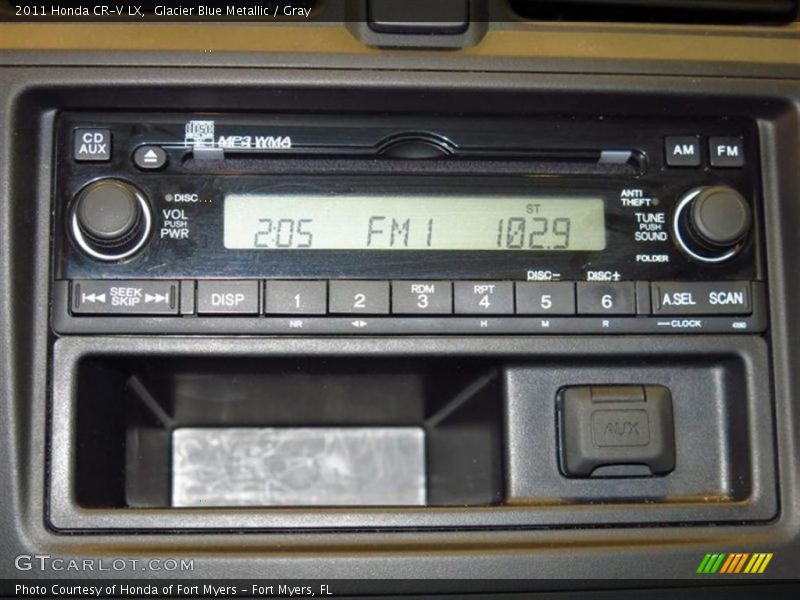 2011 Honda CR-V LX,  Glacier Blue Metallic / Gray
CD
AUX
MP3 WMA
AM
FM
DISC
VOL
PUSH
PWR
2:05 FM1 ST 102.9
ANTI
THEFT
TUNE
PUSH
SOUND
FOLDER
DISC-
DISC+
SEEK
SKIP
DISP
1
2
RDM
3
RPT
4
5
6
A.SEL SCAN
NR
H
M
R
CLOCK
AUX
GTCARLOT.COM
Photo Courtesy of Honda of Fort Myers - Fort Myers, FL